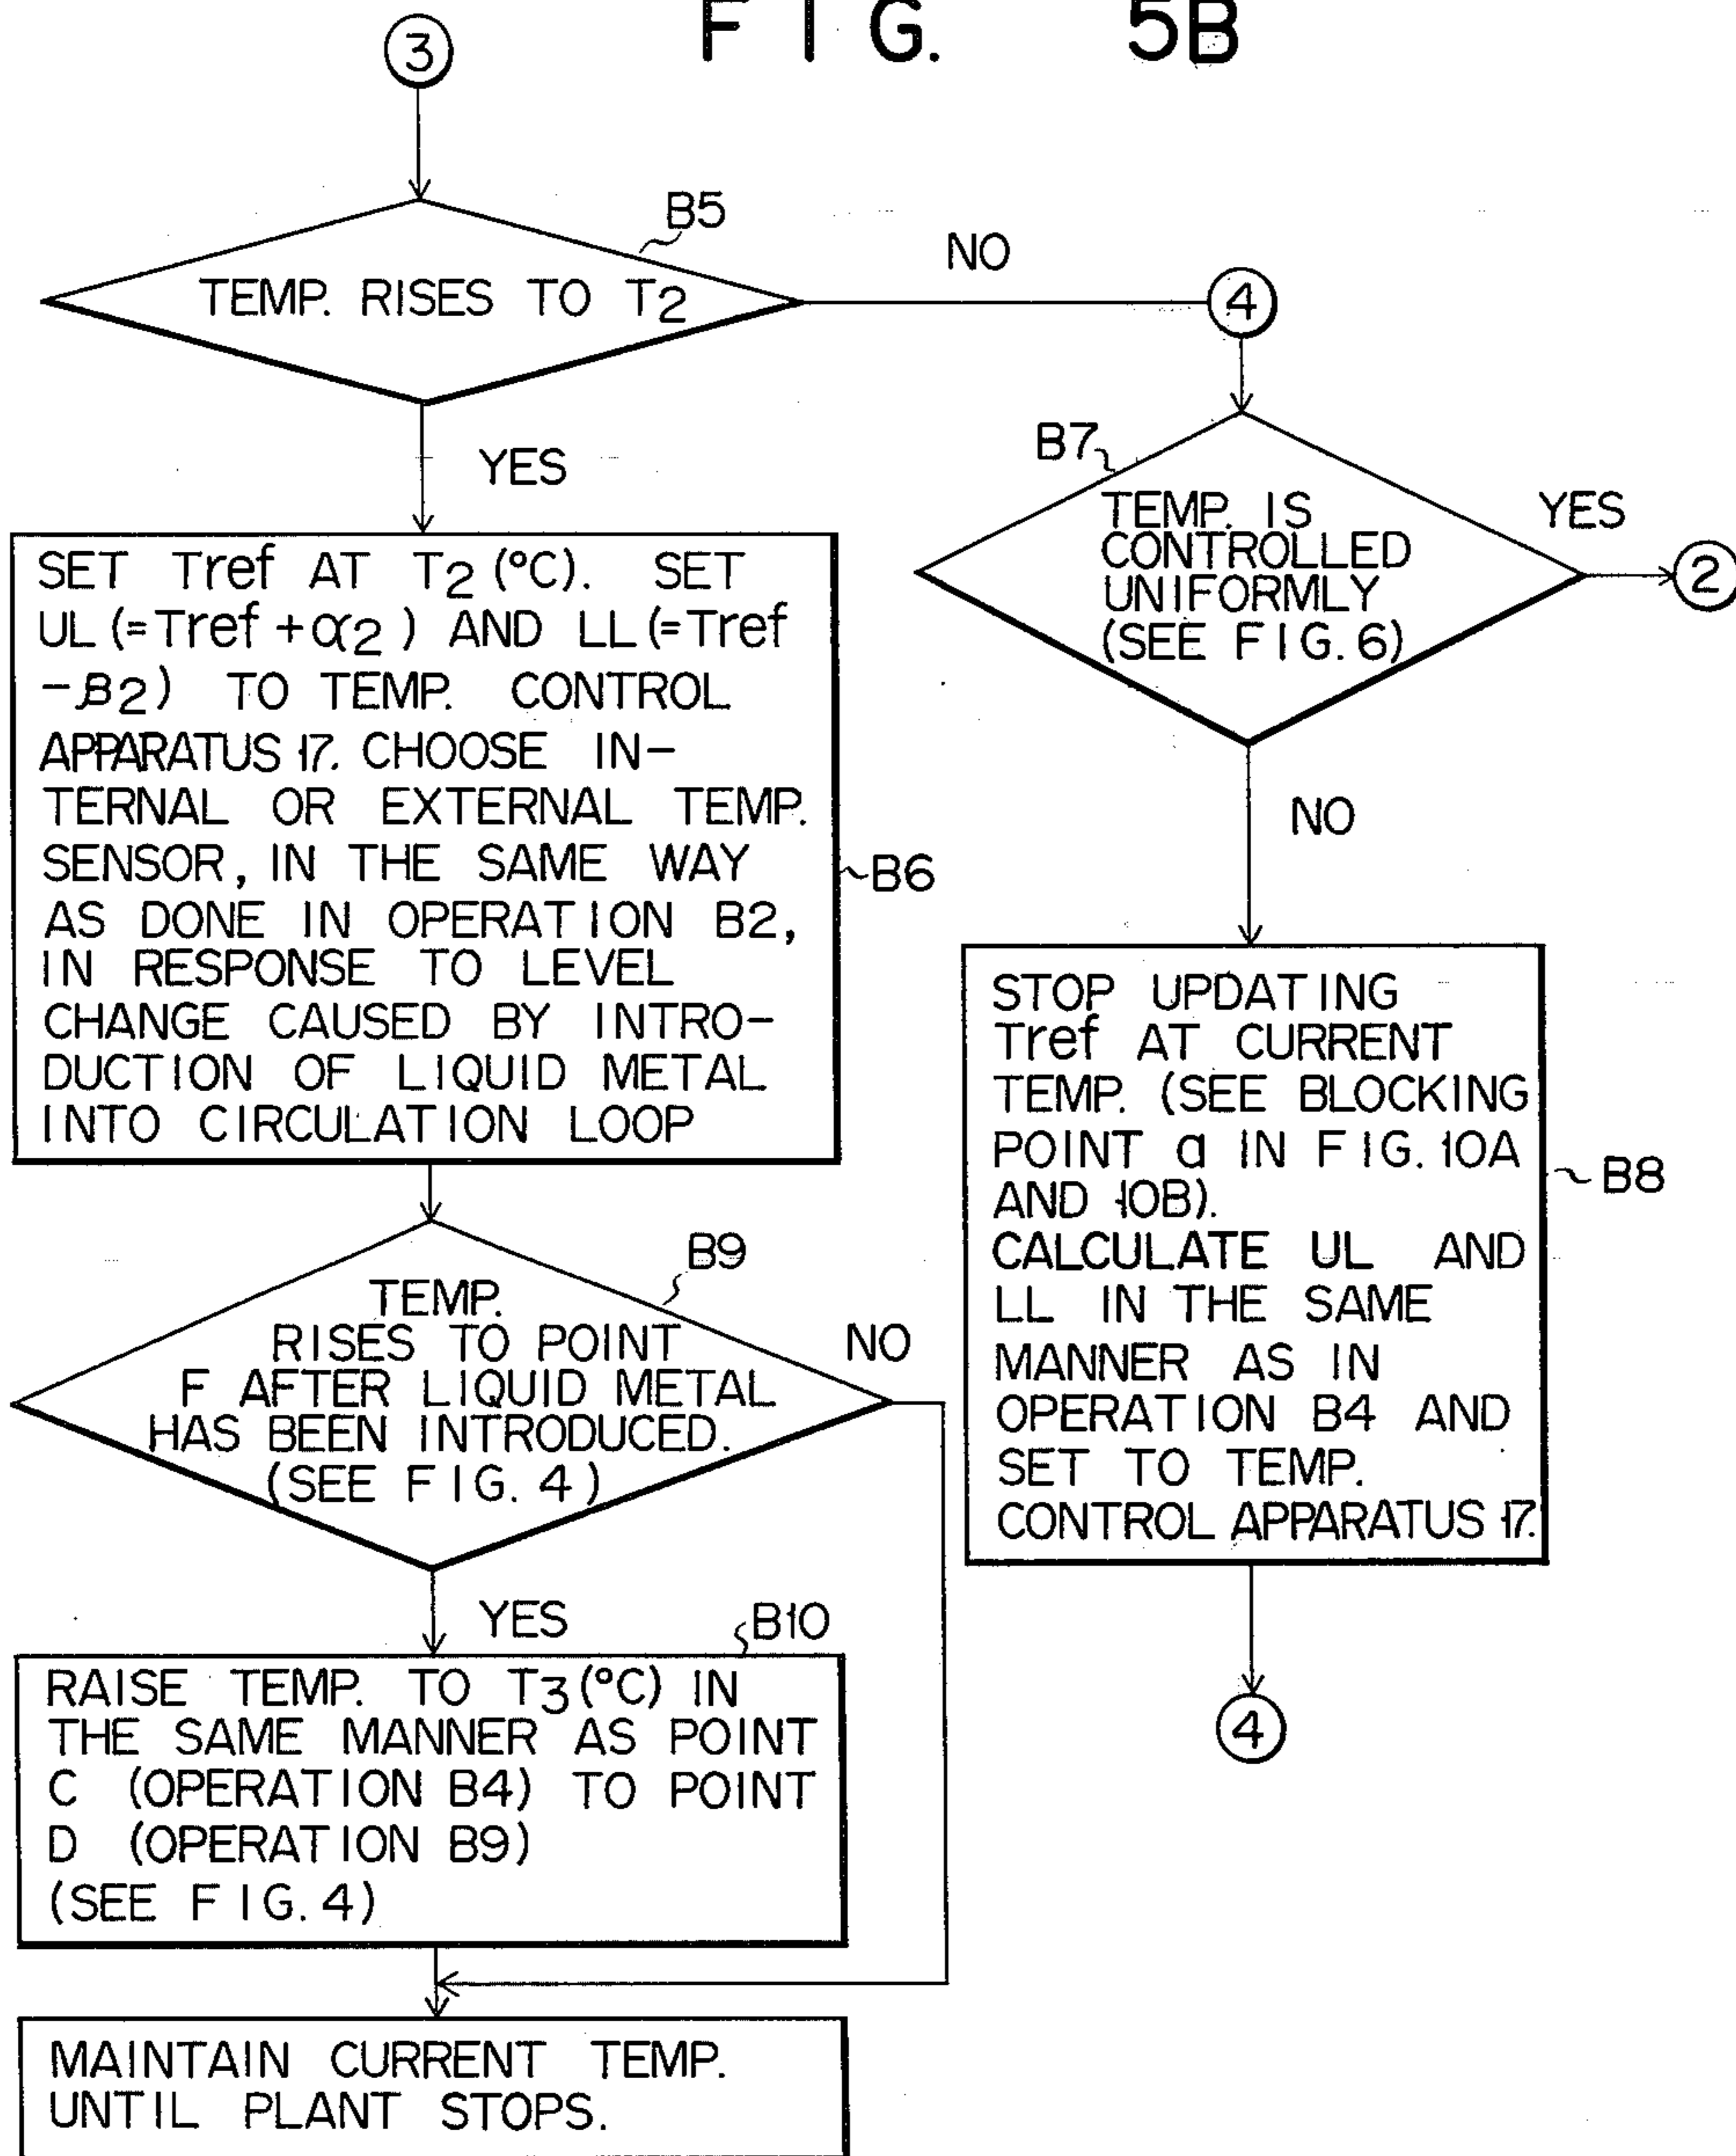 FIG. 5B
3
B5
TEMP. RISES TO T2
NO
4
YES
SET Tref AT T2 (°C). SET
UL (=Tref +α2 ) AND LL (=Tref
-β2) TO TEMP. CONTROL
APPARATUS 17. CHOOSE IN-
TERNAL OR EXTERNAL TEMP.
SENSOR, IN THE SAME WAY
AS DONE IN OPERATION B2,
IN RESPONSE TO LEVEL
CHANGE CAUSED BY INTRO-
DUCTION OF LIQUID METAL
INTO CIRCULATION LOOP
B6
B7
TEMP. IS
CONTROLLED
UNIFORMLY
(SEE FIG. 6)
YES
2
NO
STOP UPDATING
Tref AT CURRENT
TEMP. (SEE BLOCKING
POINT a IN FIG. 10A
AND 10B).
CALCULATE UL AND
LL IN THE SAME
MANNER AS IN
OPERATION B4 AND
SET TO TEMP.
CONTROL APPARATUS 17.
B8
4
B9
TEMP.
RISES TO POINT
F AFTER LIQUID METAL
HAS BEEN INTRODUCED.
(SEE FIG. 4)
NO
YES
B10
RAISE TEMP. TO T3 (°C) IN
THE SAME MANNER AS POINT
C (OPERATION B4) TO POINT
D (OPERATION B9)
(SEE FIG. 4)
MAINTAIN CURRENT TEMP.
UNTIL PLANT STOPS.